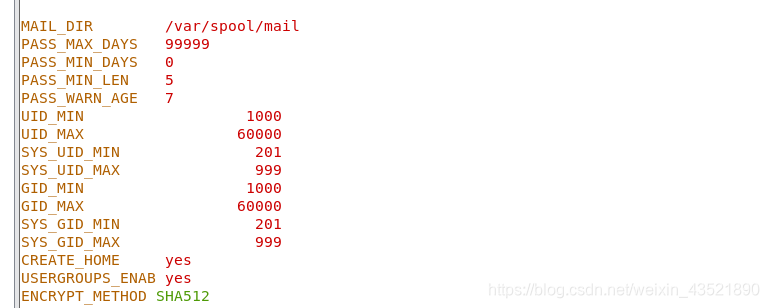 MAIL_DIR /var/spool/mail
PASS_MAX_DAYS 99999
PASS_MIN_DAYS 0
PASS_MIN_LEN 5
PASS_WARN_AGE 7
UID_MIN 1000
UID_MAX 60000
SYS_UID_MIN 201
SYS_UID_MAX 999
GID_MIN 1000
GID_MAX 60000
SYS_GID_MIN 201
SYS_GID_MAX 999
CREATE_HOME yes
USERGROUPS_ENAB yes
ENCRYPT_METHOD SHA512
https://blog.csdn.net/weixin_43521890